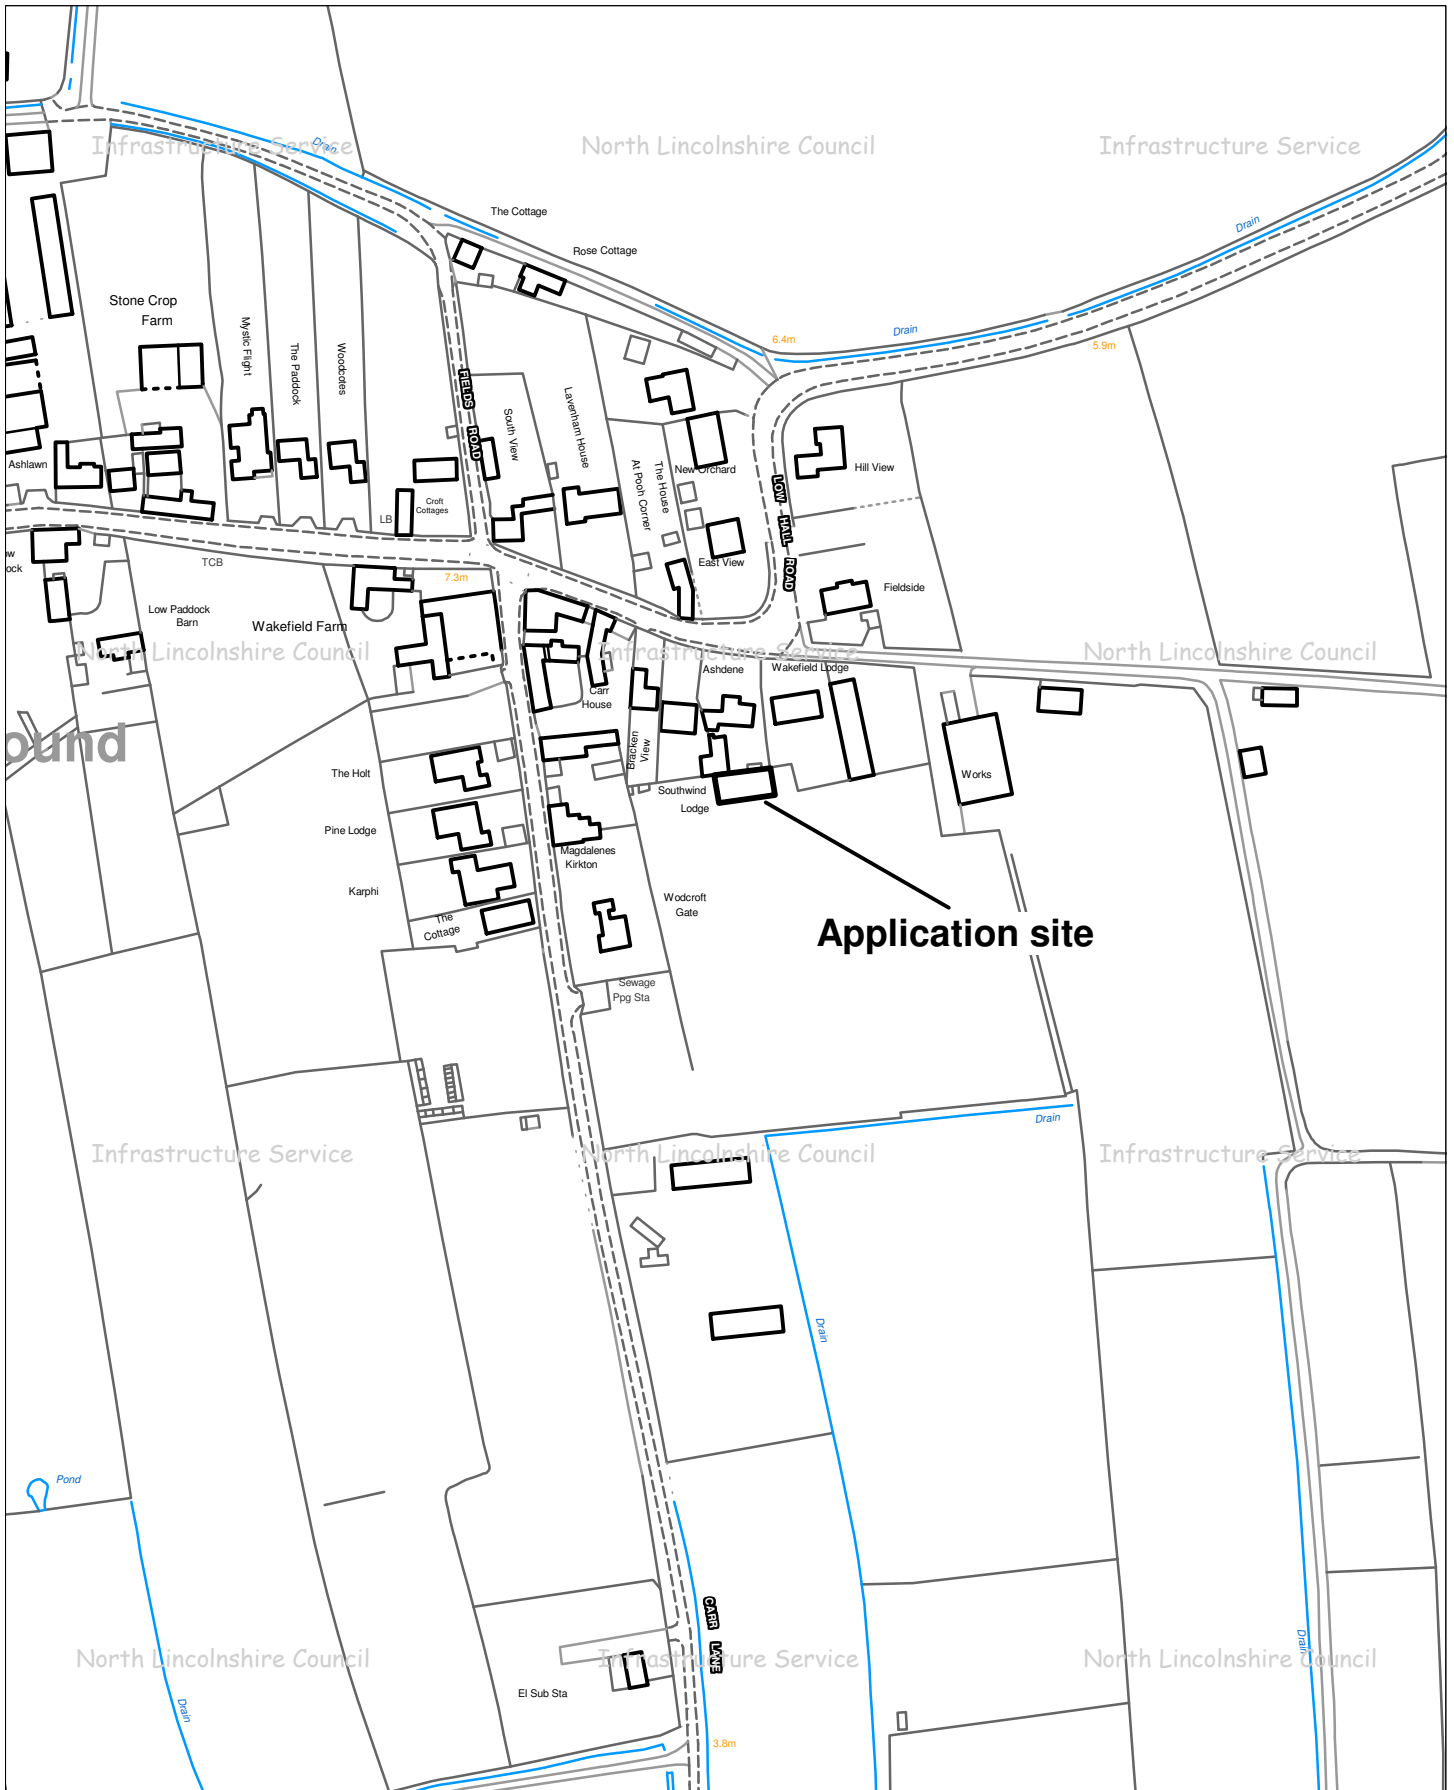 Infrastructure Service
North Lincolnshire Council
Infrastructure Service
Drain
The Cottage
Rose Cottage
Drain
Drain
6.4m
5.9m
Stone Crop
Farm
Mystic Flight
The Paddock
Woodcotes
FIELDS ROAD
South View
Lavenham House
The House
At Pooh Corner
New Orchard
LOW HALL ROAD
Hill View
Ashlawn
LB
Croft
Cottages
TCB
7.3m
East View
Fieldside
ow
ock
Low Paddock
Barn
Wakefield Farm
North Lincolnshire Council
Infrastructure Service
North Lincolnshire Council
Ashdene
Wakefield Lodge
Carr
House
Bracken
View
ound
The Holt
Southwind
Lodge
Works
Pine Lodge
Magdalenes
Kirkton
Karphi
Wodcroft
Gate
The
Cottage
Application site
Sewage
Ppg Sta
Drain
Infrastructure Service
North Lincolnshire Council
Infrastructure Service
Drain
Pond
CARR LANE
Drain
North Lincolnshire Council
Infrastructure Service
North Lincolnshire Council
El Sub Sta
Drain
3.8m